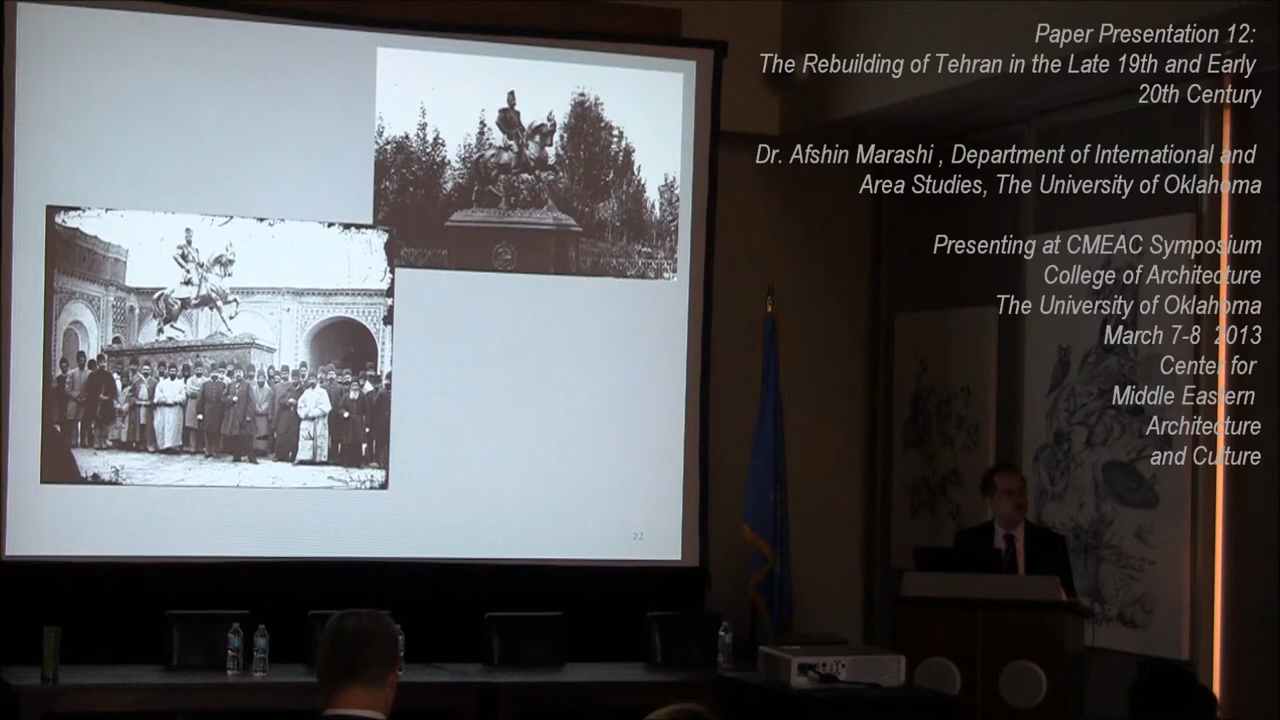 Paper Presentation 12:
The Rebuilding of Tehran in the Late 19th and Early
20th Century
Dr. Afshin Marashi , Department of International and
Area Studies, The University of Oklahoma
Presenting at CMEAC Symposium
College of Architecture
The University of Oklahoma
March 7-8 2013
Center for
Middle Eastern
Architecture
and Culture
22